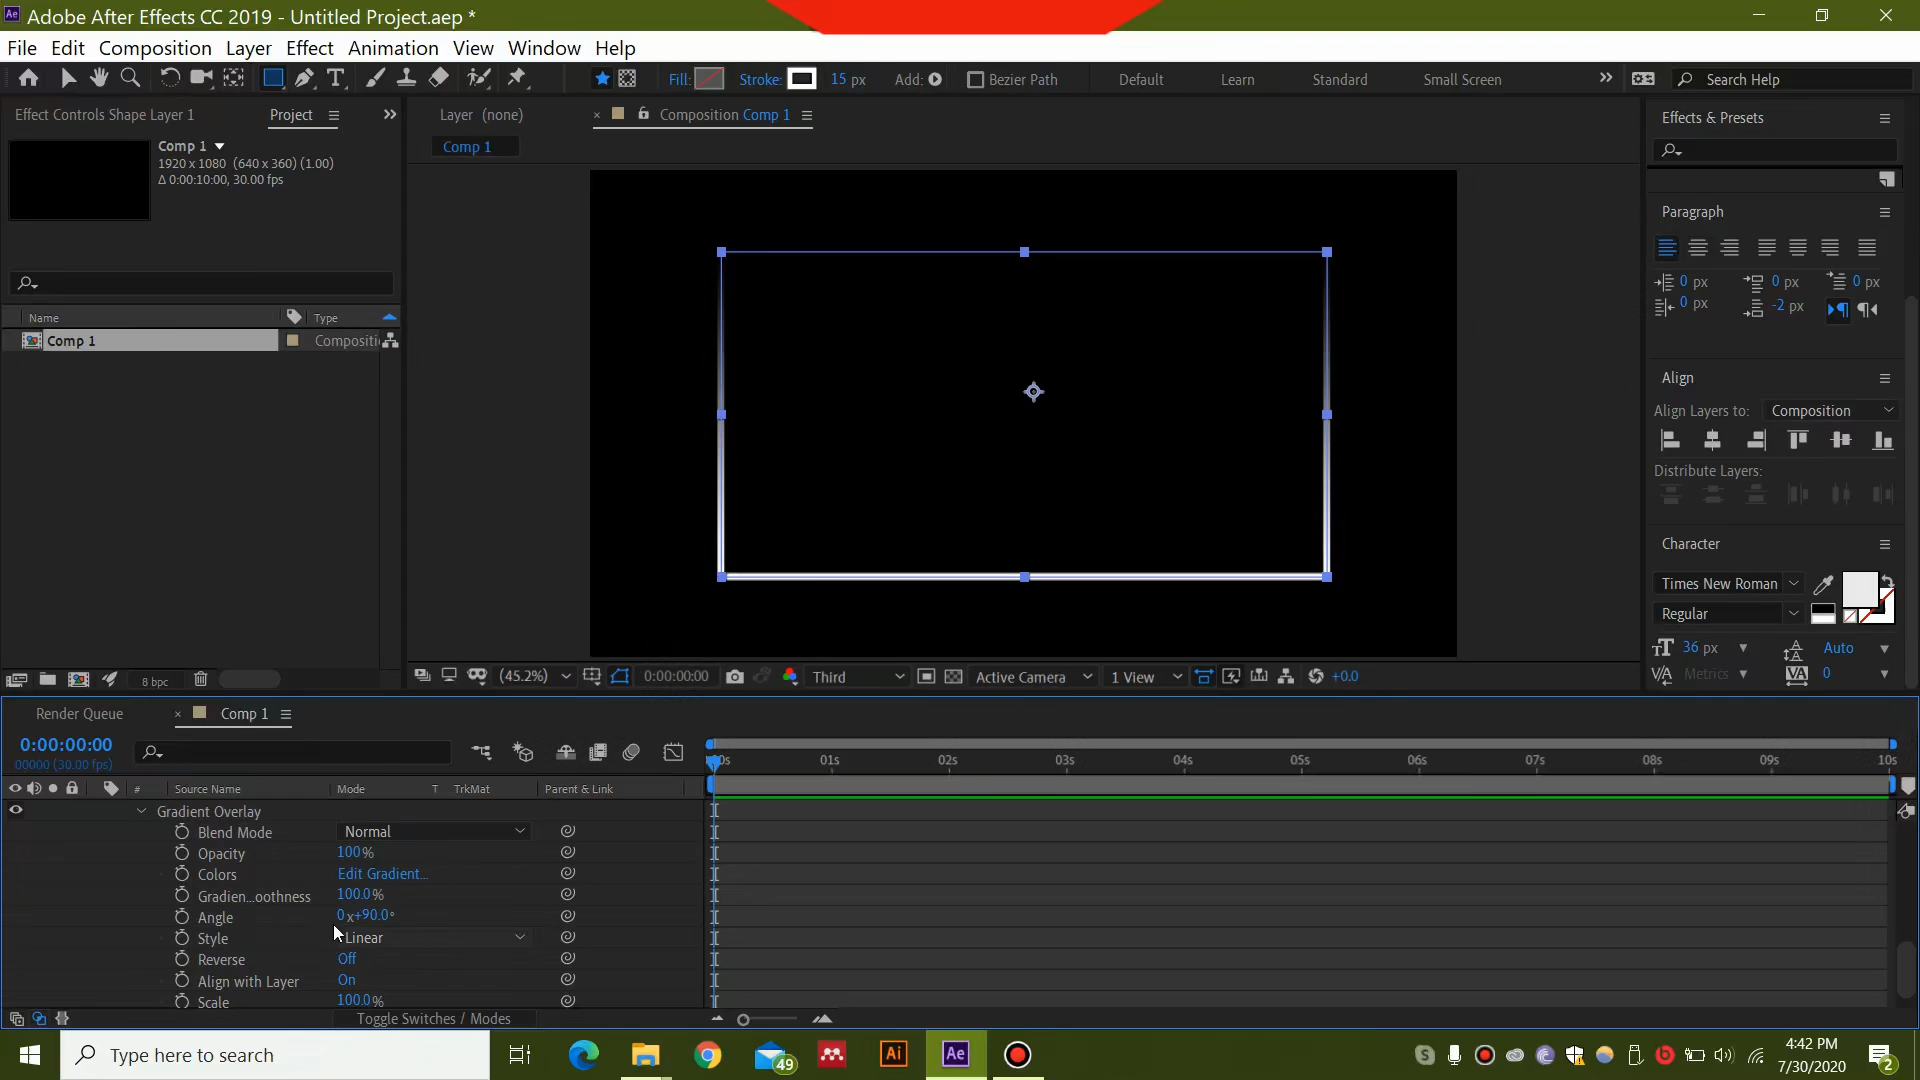 Adobe After Effects CC 2019 - Untitled Project.aep *
File Edit Composition Layer Effect Animation View Window Help
Fill: Stroke: 15 px Add: Bezier Path Default Learn Standard Small Screen Search Help
Effect Controls Shape Layer 1 Project
Layer (none) Composition Comp 1
Effects & Presets
Comp 1
1920 x 1080 (640 x 360) (1.00)
Δ 0:00:10:00, 30.00 fps
Comp 1
Paragraph
0 px 0 px 0 px
0 px -2 px
Name Type
Comp 1 Compositi
Align
Align Layers to: Composition
Distribute Layers:
Character
Times New Roman
Regular
36 px Auto
Metrics 0
8 bpc
(45.2%) 0:00:00:00 Third Active Camera 1 View +0.0
Render Queue Comp 1
0:00:00:00
00000 (30.00 fps)
0s 01s 02s 03s 04s 05s 06s 07s 08s 09s 10s
# Source Name Mode T TrkMat Parent & Link
Gradient Overlay
Blend Mode Normal
Opacity 100%
Colors Edit Gradient...
Gradien...oothness 100.0%
Angle 0x+90.0°
Style Linear
Reverse Off
Align with Layer On
Scale 100.0%
Toggle Switches / Modes
Type here to search
49
Ai
Ae
4:42 PM
7/30/2020
2